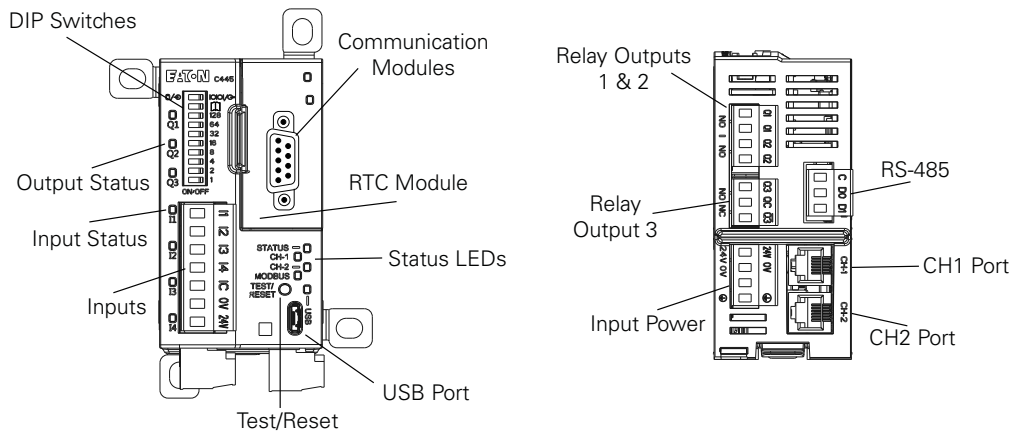 DIP Switches
Communication
Modules
EATON C445
128
64
32
16
8
4
2
1
ON OFF
Q1
Q2
Q3
Output Status
RTC Module
Input Status
Inputs
I1
I2
I3
I4
I1
I2
I3
I4
IC
0V
24V
STATUS
CH-1
CH-2
MODBUS
TEST/
RESET
USB
Status LEDs
USB Port
Test/Reset
Relay Outputs
1 & 2
NO
NO
Q1
Q1
Q2
Q2
RS-485
C D0 D1
Relay
Output 3
NO NC
Q3 QC Q3
24V 0V
24V 0V
CH-1
CH1 Port
Input Power
CH-2
CH2 Port